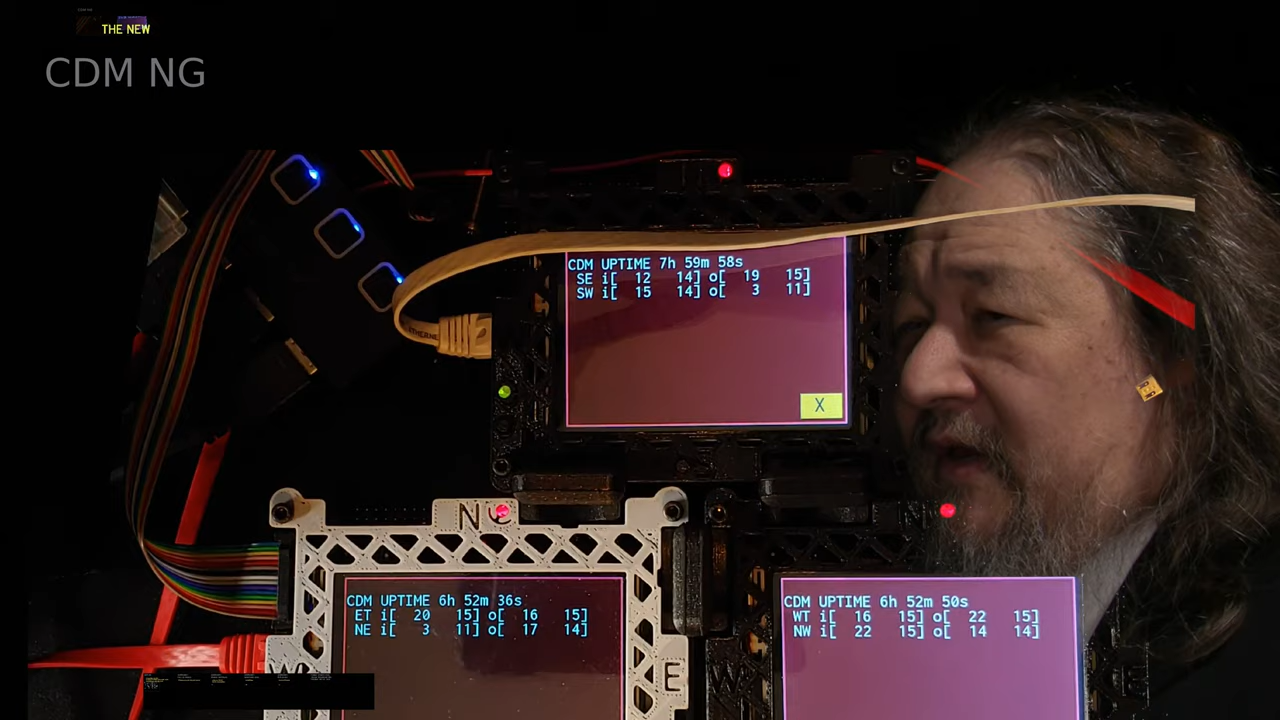 THE NEW
CDM NG
CDM UPTIME 7h 59m 58s
SE i[ 12 14] o[ 19 15]
SW i[ 15 14] o[ 3 11]
X
N
CDM UPTIME 6h 52m 36s
ET i[ 20 15] o[ 16 15]
NE i[ 3 11] o[ 17 14]
W
E
CDM UPTIME 6h 52m 50s
WT i[ 16 15] o[ 22 15]
NW i[ 22 15] o[ 14 14]
W
E